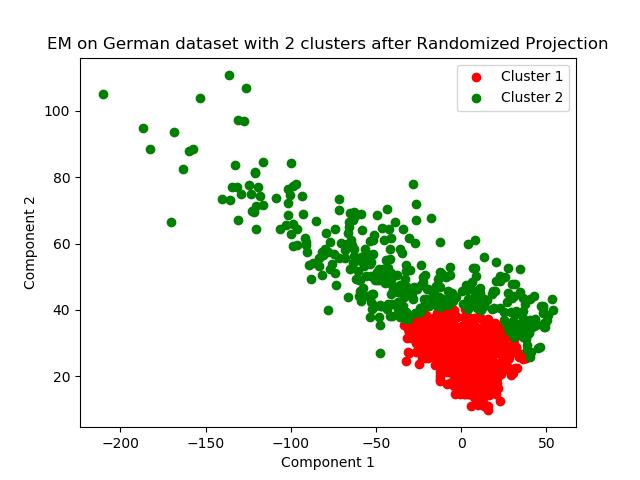 EM on German dataset with 2 clusters after Randomized Projection
Cluster 1
Cluster 2
Component 2
100
80
60
40
20
−200 −150 −100 −50 0 50
Component 1